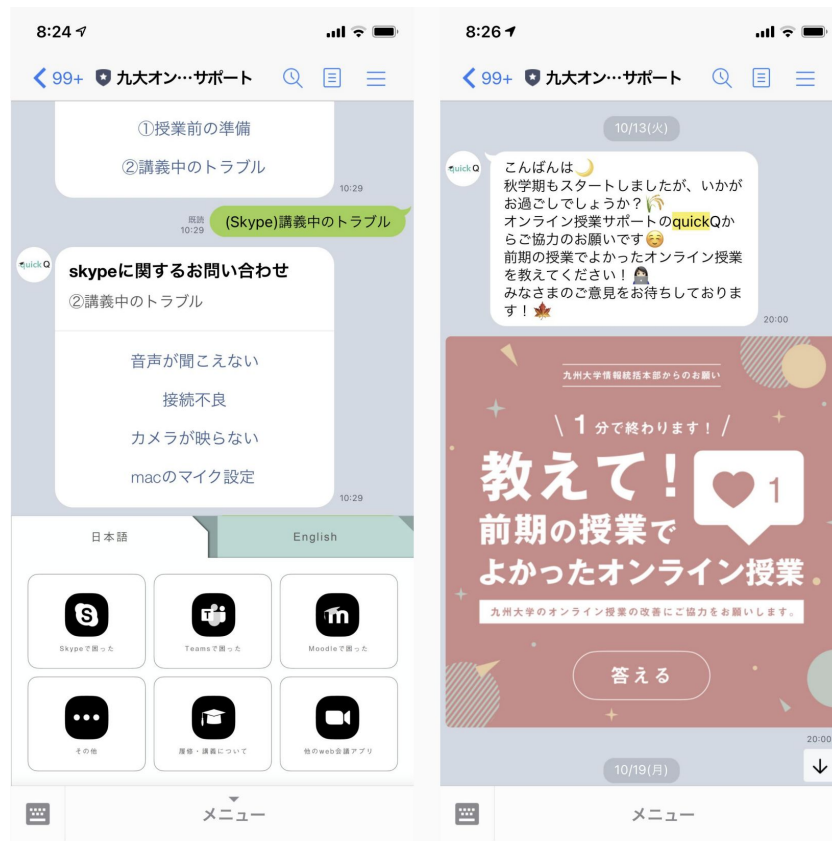 8:24
99+ 九大オン…サポート
①授業前の準備
②講義中のトラブル
10:29
既読
10:29
(Skype)講義中のトラブル
quick Q
skypeに関するお問い合わせ
②講義中のトラブル
音声が聞こえない
接続不良
カメラが映らない
macのマイク設定
10:29
日本語
English
Skypeで困った
Teamsで困った
Moodleで困った
その他
履修・講義について
他のweb会議アプリ
メニュー
8:26
99+ 九大オン…サポート
10/13(火)
quick Q
こんばんは🌙
秋学期もスタートしましたが、いかが
お過ごしでしょうか？🎑
オンライン授業サポートのquickQか
らご協力のお願いです☺️
前期の授業でよかったオンライン授業
を教えてください！👩🏻‍💻
みなさまのご意見をお待ちしておりま
す！🍁
20:00
九州大学情報統括本部からのお願い
\ 1分で終わります！ /
教えて！
1
前期の授業で
よかったオンライン授業。
九州大学のオンライン授業の改善にご協力をお願いします。
答える
20:00
10/19(月)
メニュー